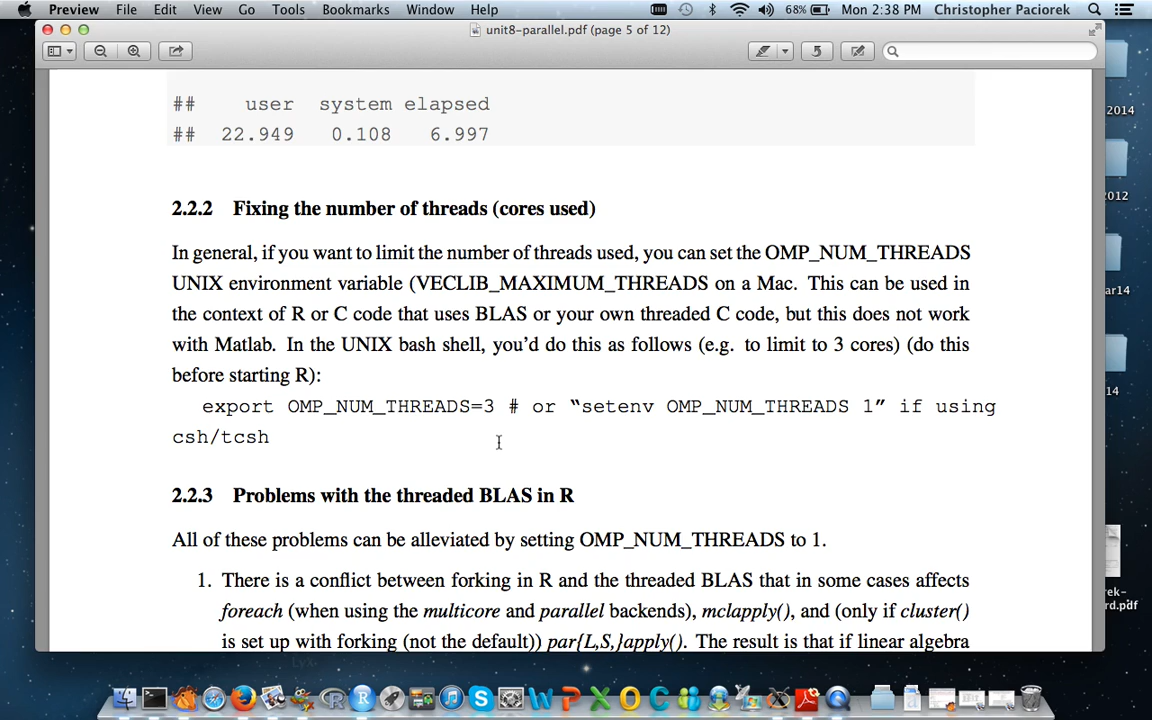 Preview File Edit View Go Tools Bookmarks Window Help 68% Mon 2:38 PM Christopher Paciorek
unit8-parallel.pdf (page 5 of 12)
## user system elapsed
## 22.949 0.108 6.997
2.2.2 Fixing the number of threads (cores used)
In general, if you want to limit the number of threads used, you can set the OMP_NUM_THREADS
UNIX environment variable (VECLIB_MAXIMUM_THREADS on a Mac. This can be used in
the context of R or C code that uses BLAS or your own threaded C code, but this does not work
with Matlab. In the UNIX bash shell, you'd do this as follows (e.g. to limit to 3 cores) (do this
before starting R):
export OMP_NUM_THREADS=3 # or “setenv OMP_NUM_THREADS 1” if using
csh/tcsh
2.2.3 Problems with the threaded BLAS in R
All of these problems can be alleviated by setting OMP_NUM_THREADS to 1.
1. There is a conflict between forking in R and the threaded BLAS that in some cases affects
foreach (when using the multicore and parallel backends), mclapply(), and (only if cluster()
is set up with forking (not the default)) par{L,S,}apply(). The result is that if linear algebra
2014
2012
ar14
14
rek-
rd.pdf